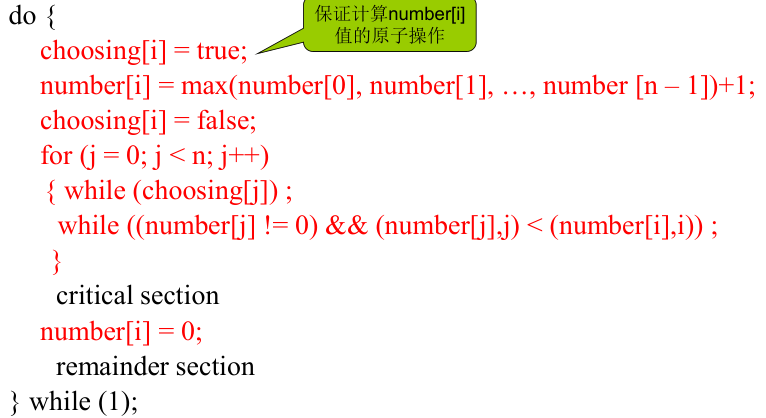 保证计算number[i]
值的原子操作
do {
choosing[i] = true;
number[i] = max(number[0], number[1], …, number [n – 1])+1;
choosing[i] = false;
for (j = 0; j < n; j++)
{ while (choosing[j]) ;
while ((number[j] != 0) && (number[j],j) < (number[i],i)) ;
}
critical section
number[i] = 0;
remainder section
} while (1);